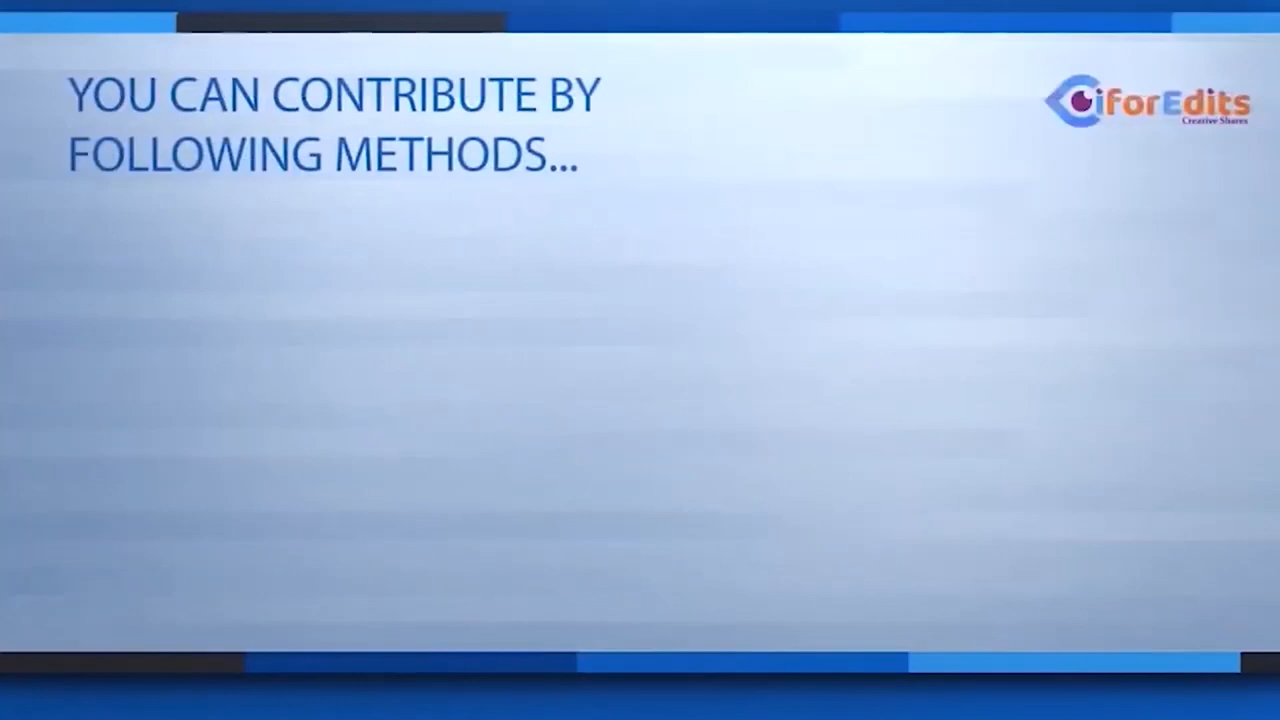 YOU CAN CONTRIBUTE BY
FOLLOWING METHODS...
iForEdits
Creative Shares